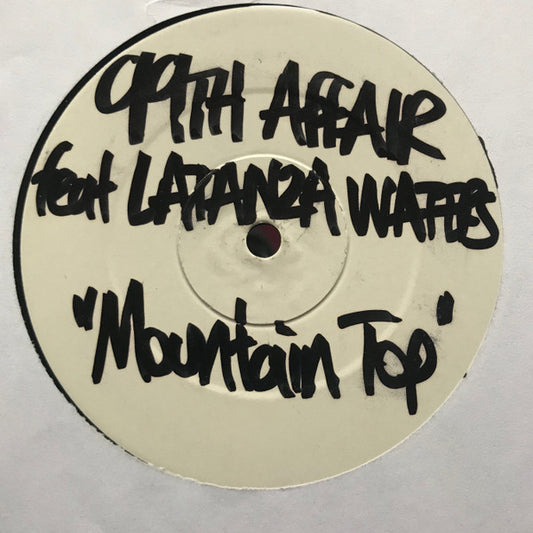 99TH AFFAIR
feat LATANZA WATERS
"Mountain Top"